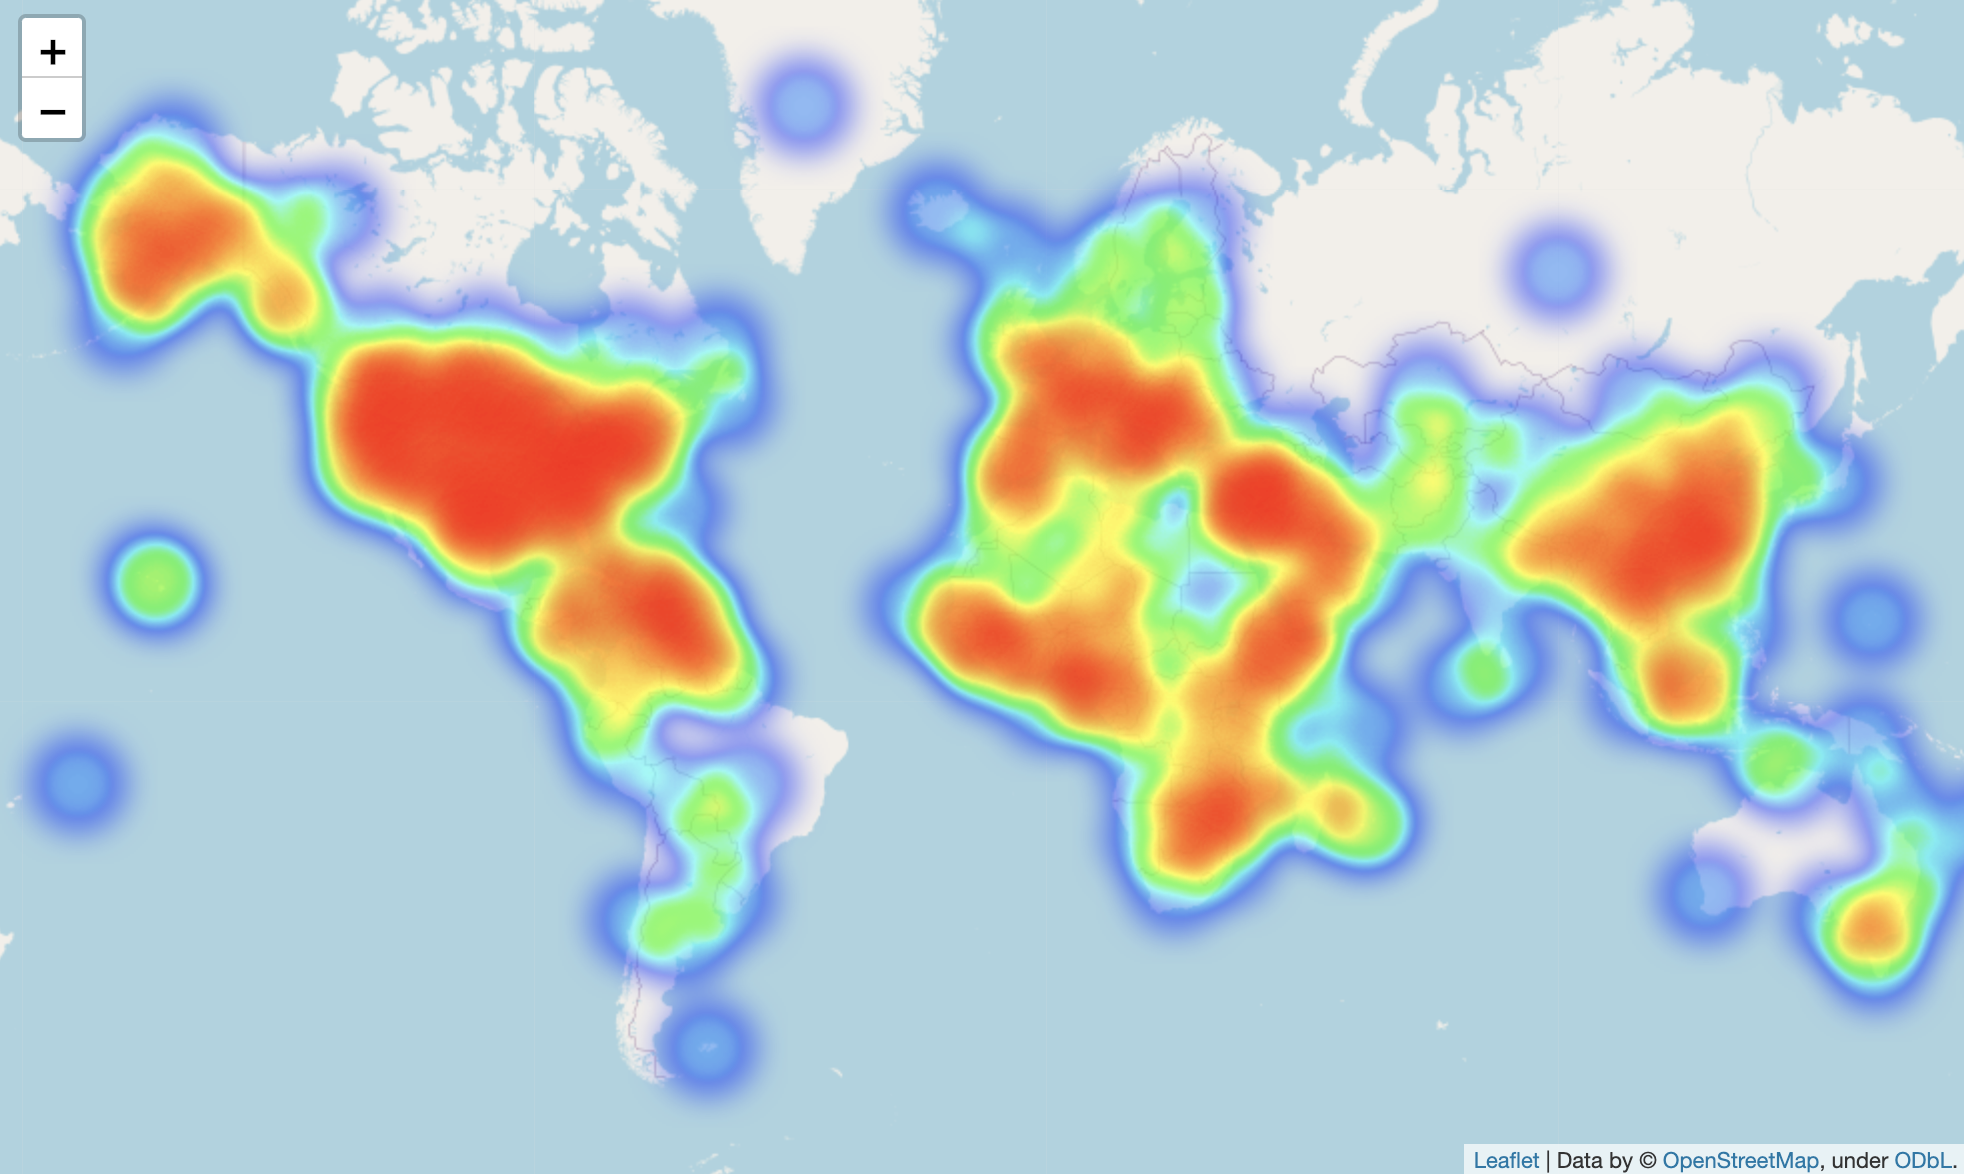 +
−
Leaflet | Data by © OpenStreetMap, under ODbL.